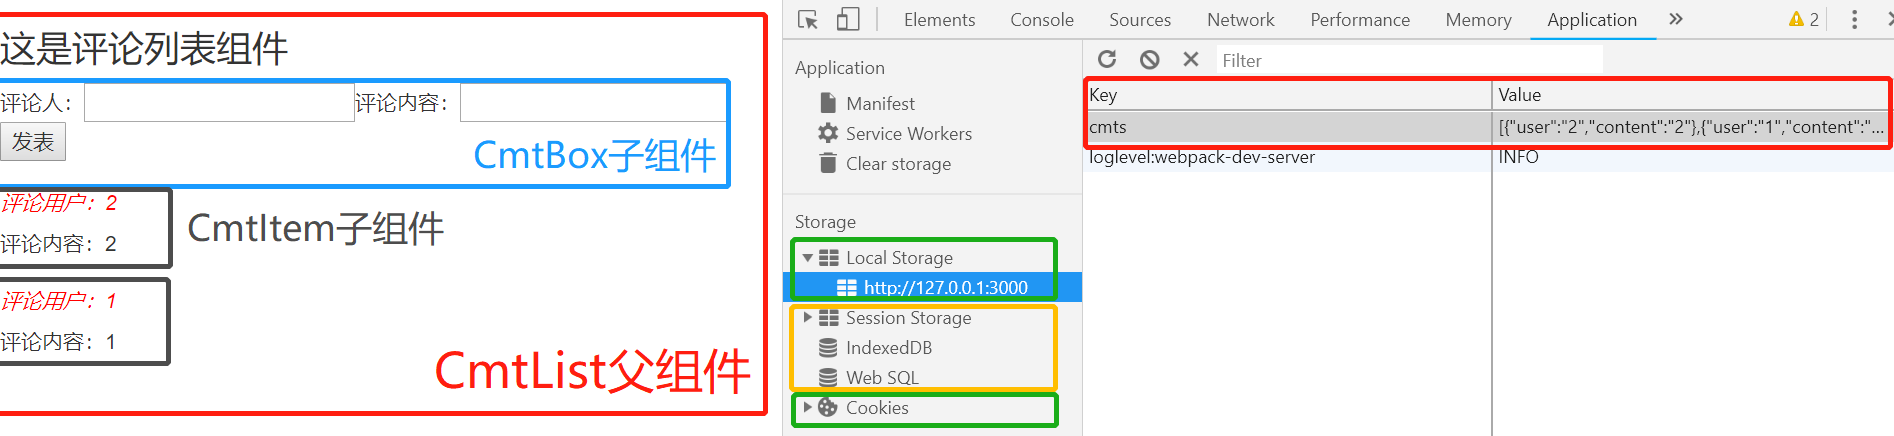 这是评论列表组件
评论人：
评论内容：
发表
CmtBox子组件
评论用户：2
评论内容：2
CmtItem子组件
评论用户：1
评论内容：1
CmtList父组件
Elements Console Sources Network Performance Memory Application » 2
Application
Manifest
Service Workers
Clear storage
Storage
Local Storage
http://127.0.0.1:3000
Session Storage
IndexedDB
Web SQL
Cookies
Filter
Key Value
cmts [{"user":"2","content":"2"},{"user":"1","content":"...
loglevel:webpack-dev-server INFO